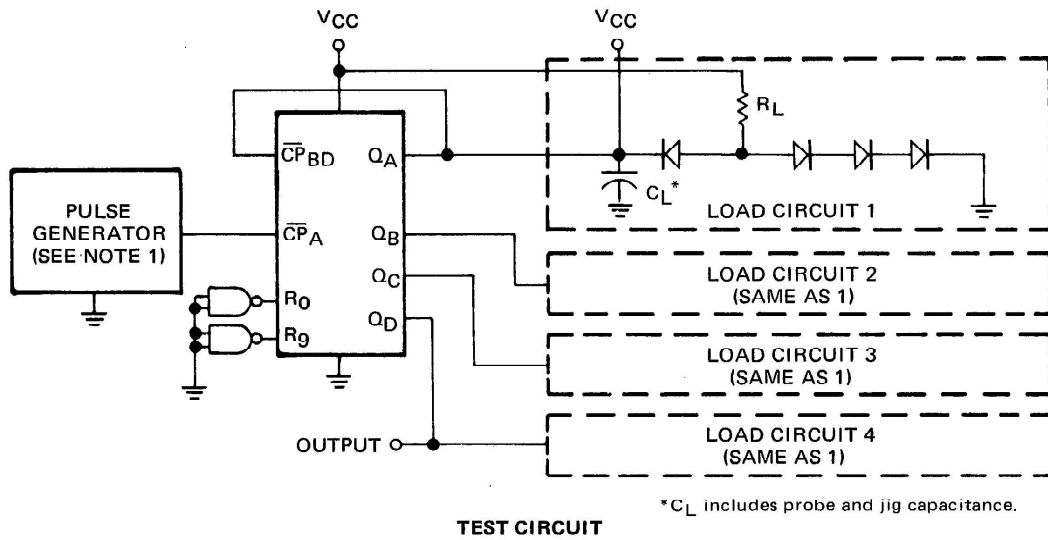 VCC
VCC
RL
CPBD
QA
CL*
PULSE
GENERATOR
(SEE NOTE 1)
CPA
LOAD CIRCUIT 1
QB
QC
LOAD CIRCUIT 2
(SAME AS 1)
R0
QD
R9
LOAD CIRCUIT 3
(SAME AS 1)
OUTPUT
LOAD CIRCUIT 4
(SAME AS 1)
*CL includes probe and jig capacitance.
TEST CIRCUIT